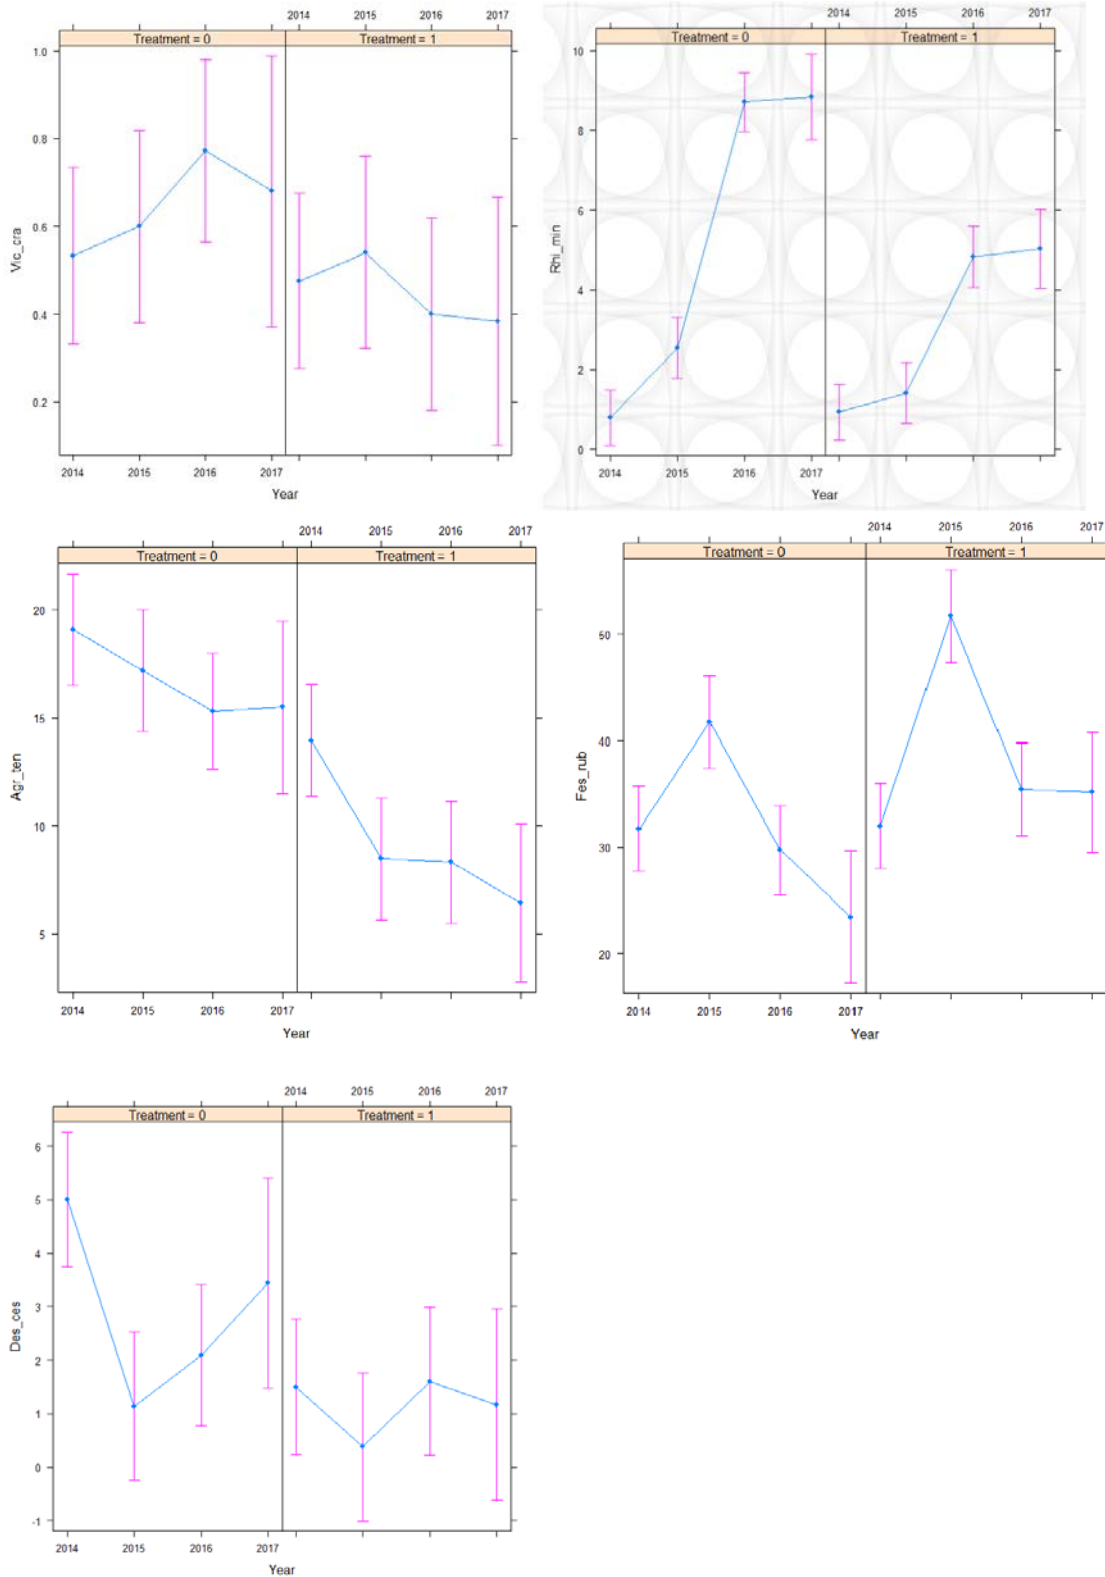 2014 2015 2016 2017
Treatment = 0 Treatment = 1
1.0
0.8
0.6
0.4
0.2
Vic_cra
2014 2015 2016 2017
Year
2014 2015 2016 2017
Treatment = 0 Treatment = 1
10
8
6
4
2
0
Rhi_min
2014 2015 2016 2017
Year
2014 2015 2016 2017
Treatment = 0 Treatment = 1
20
15
10
5
Agr_ten
2014 2015 2016 2017
Year
2014 2015 2016 2017
Treatment = 0 Treatment = 1
50
40
30
20
Fes_rub
2014 2015 2016 2017
Year
2014 2015 2016 2017
Treatment = 0 Treatment = 1
6
5
4
3
2
1
0
-1
Des_ces
2014 2015 2016 2017
Year